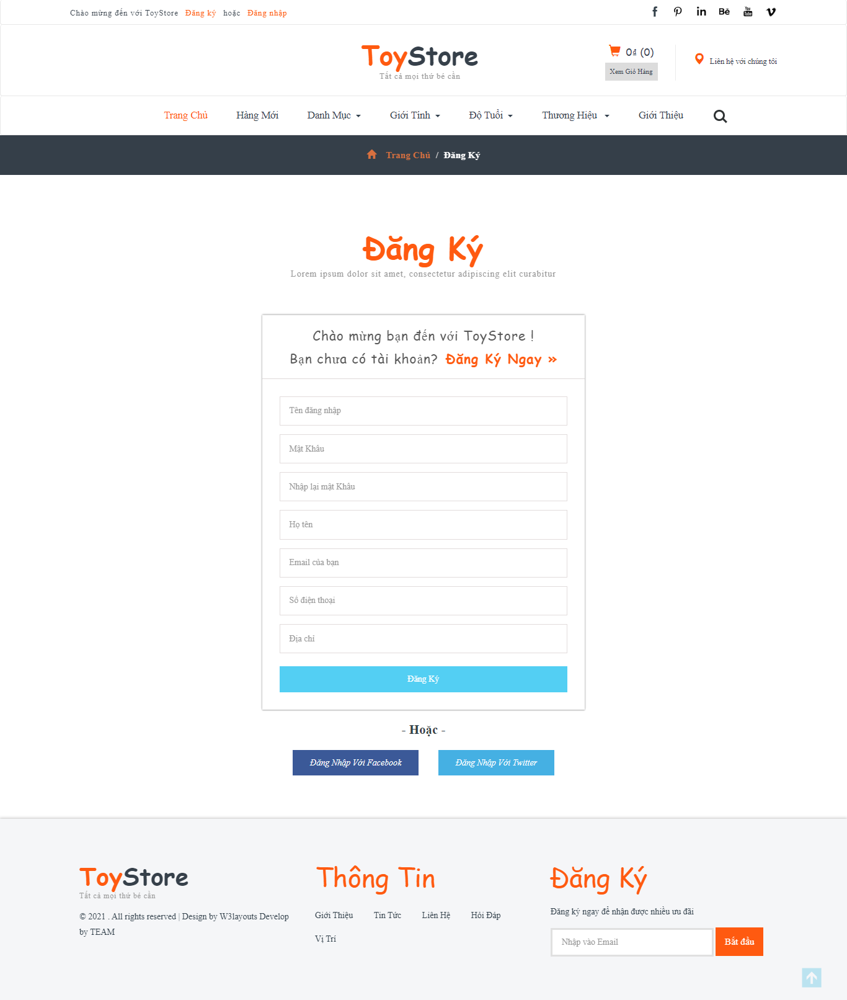 Chào mừng đến với ToyStore Đăng ký hoặc Đăng nhập
ToyStore
Tất cả mọi thứ bé cần
0₫ (0)
Xem Giỏ Hàng
Liên hệ với chúng tôi
Trang Chủ Hàng Mới Danh Mục Giới Tính Độ Tuổi Thương Hiệu Giới Thiệu
Trang Chủ / Đăng Ký
Đăng Ký
Lorem ipsum dolor sit amet, consectetur adipiscing elit curabitur
Chào mừng bạn đến với ToyStore !
Bạn chưa có tài khoản? Đăng Ký Ngay »
Tên đăng nhập
Mật Khâu
Nhập lại mật Khâu
Họ tên
Email của bạn
Số điện thoại
Địa chỉ
Đăng Ký
- Hoặc -
Đăng Nhập Với Facebook Đăng Nhập Với Twitter
ToyStore
Tất cả mọi thứ bé cần
© 2021 . All rights reserved | Design by W3layouts Develop
by TEAM
Thông Tin
Giới Thiệu Tin Tức Liên Hệ Hỏi Đáp
Vị Trí
Đăng Ký
Đăng ký ngay để nhận được nhiều ưu đãi
Nhập vào Email Bắt đầu